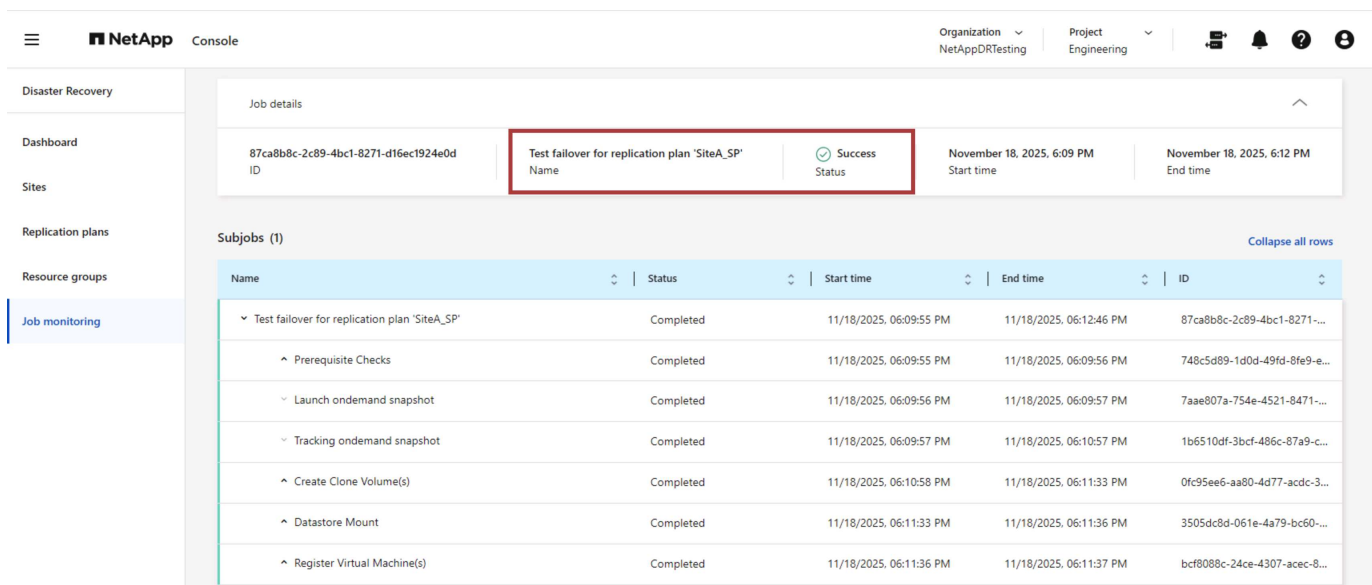 NetApp Console
Organization
NetAppDRTesting
Project
Engineering
Disaster Recovery
Dashboard
Sites
Replication plans
Resource groups
Job monitoring
Job details
87ca8b8c-2c89-4bc1-8271-d16ec1924e0d
ID
Test failover for replication plan 'SiteA_SP'
Name
Success
Status
November 18, 2025, 6:09 PM
Start time
November 18, 2025, 6:12 PM
End time
Subjobs (1)
Collapse all rows
Name Status Start time End time ID
Test failover for replication plan 'SiteA_SP' Completed 11/18/2025, 06:09:55 PM 11/18/2025, 06:12:46 PM 87ca8b8c-2c89-4bc1-8271-...
Prerequisite Checks Completed 11/18/2025, 06:09:55 PM 11/18/2025, 06:09:56 PM 748c5d89-1d0d-49fd-8fe9-e...
Launch ondemand snapshot Completed 11/18/2025, 06:09:56 PM 11/18/2025, 06:09:57 PM 7aae807a-754e-4521-8471-...
Tracking ondemand snapshot Completed 11/18/2025, 06:09:57 PM 11/18/2025, 06:10:57 PM 1b6510df-3bcf-486c-87a9-c...
Create Clone Volume(s) Completed 11/18/2025, 06:10:58 PM 11/18/2025, 06:11:33 PM 0fc95ee6-aa80-4d77-acdc-3...
Datastore Mount Completed 11/18/2025, 06:11:33 PM 11/18/2025, 06:11:36 PM 3505dc8d-061e-4a79-bc60-...
Register Virtual Machine(s) Completed 11/18/2025, 06:11:36 PM 11/18/2025, 06:11:37 PM bcf8088c-24ce-4307-acec-8...